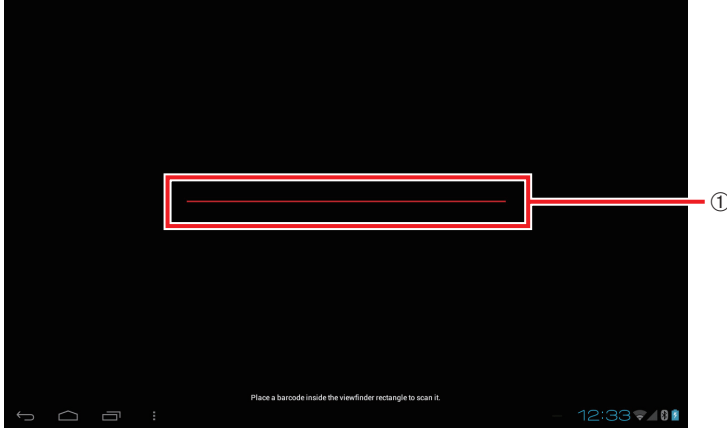 ①
Place a barcode inside the viewfinder rectangle to scan it.
12:33